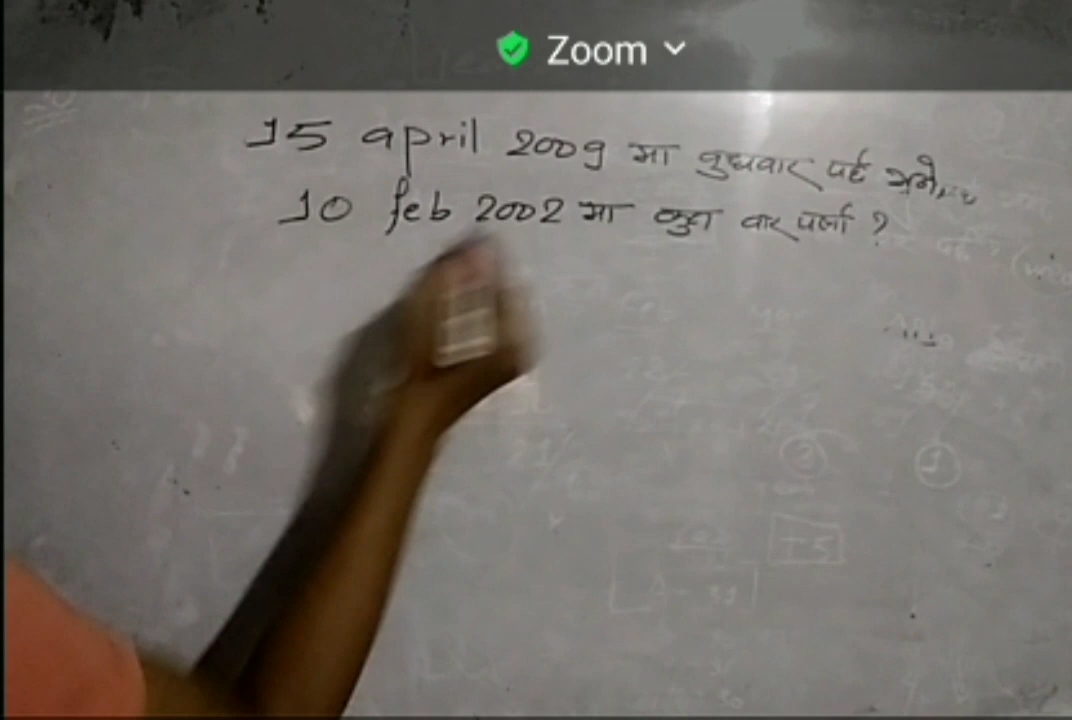 Zoom
15 april 2009 मा बुधवार पर्छ भने,
10 feb 2002 मा कुन वार पर्ला ?